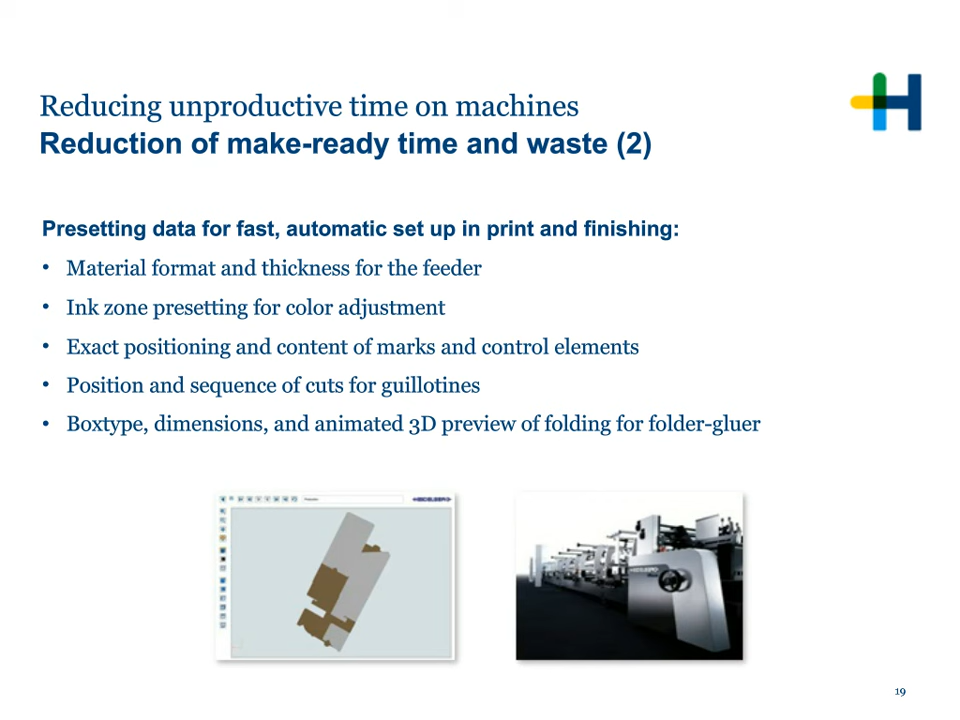 Reducing unproductive time on machines
Reduction of make-ready time and waste (2)
Presetting data for fast, automatic set up in print and finishing:
• Material format and thickness for the feeder
• Ink zone presetting for color adjustment
• Exact positioning and content of marks and control elements
• Position and sequence of cuts for guillotines
• Boxtype, dimensions, and animated 3D preview of folding for folder-gluer
HEIDELBERG
19